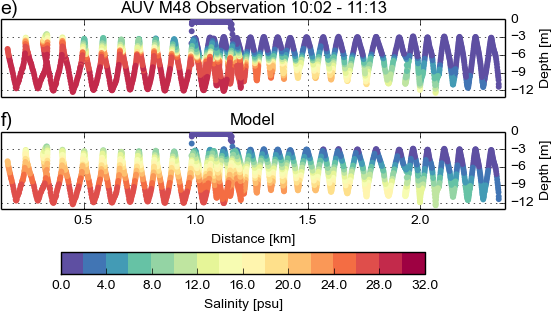 e) AUV M48 Observation 10:02 - 11:13
0
−3
−6
−9
−12
Depth [m]
f) Model
0
−3
−6
−9
−12
Depth [m]
0.5 1.0 1.5 2.0
Distance [km]
0.0 4.0 8.0 12.0 16.0 20.0 24.0 28.0 32.0
Salinity [psu]